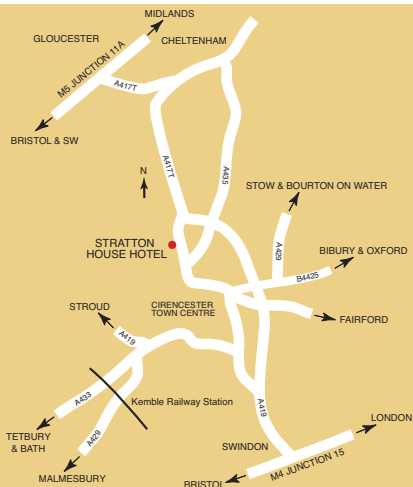 MIDLANDS
GLOUCESTER
CHELTENHAM
M5 JUNCTION 11A
A417T
BRISTOL & SW
A417T
A435
N
STOW & BOURTON ON WATER
STRATTON
HOUSE HOTEL
A429
BIBURY & OXFORD
B4425
STROUD
CIRENCESTER
TOWN CENTRE
FAIRFORD
A419
A433
Kemble Railway Station
A419
TETBURY
& BATH
A429
LONDON
SWINDON
M4 JUNCTION 15
MALMESBURY
BRISTOL